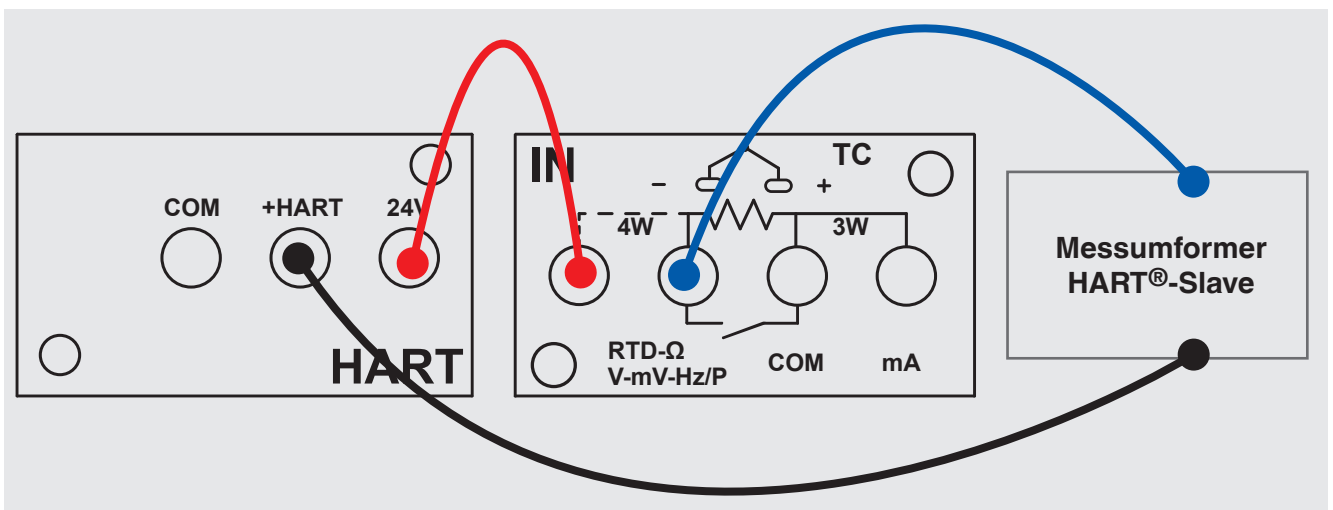 COM +HART 24V
HART
IN
TC
- +
4W 3W
RTD-Ω
V-mV-Hz/P
COM
mA
Messumformer
HART®-Slave